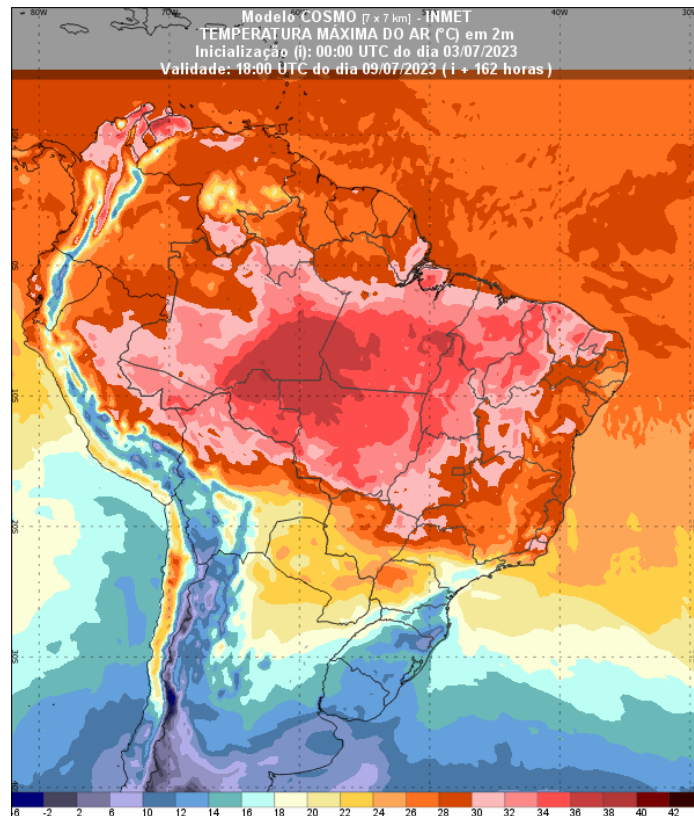 Modelo COSMO [7 x 7 km] - INMET
TEMPERATURA MÁXIMA DO AR (°C) em 2m
Inicialização (i): 00:00 UTC do dia 03/07/2023
Validade: 18:00 UTC do dia 09/07/2023 ( i + 162 horas )
80W 70W 40W 30W
10S
20S
30S
-6 -2 2 6 10 12 14 16 18 20 22 24 26 28 30 32 34 36 38 40 42